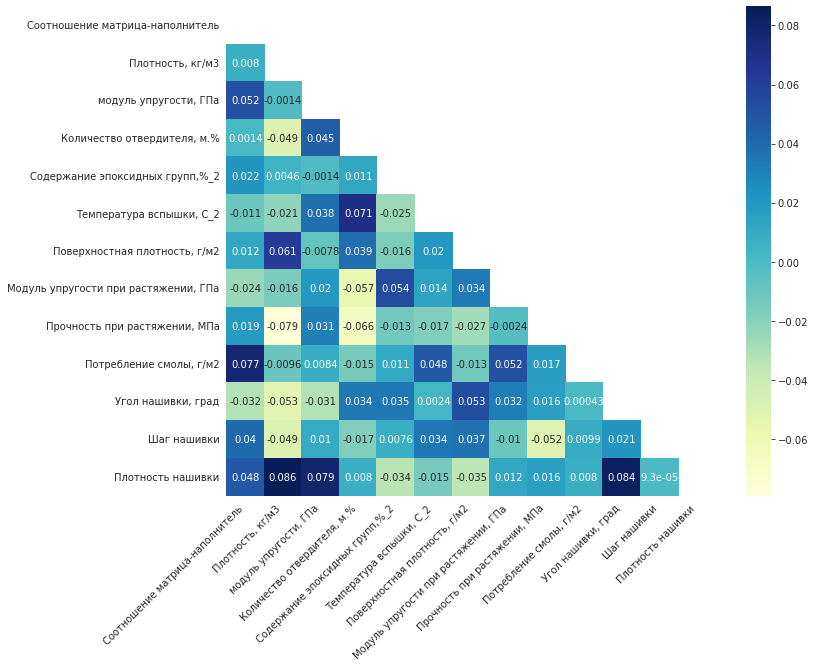 Соотношение матрица-наполнитель
Плотность, кг/м3 0.008
модуль упругости, ГПа 0.052 -0.0014
Количество отвердителя, м.% 0.0014 -0.049 0.045
Содержание эпоксидных групп,%_2 0.022 0.0046 -0.0014 0.011
Температура вспышки, С_2 -0.011 -0.021 0.038 0.071 -0.025
Поверхностная плотность, г/м2 0.012 0.061 -0.0078 0.039 -0.016 0.02
Модуль упругости при растяжении, ГПа -0.024 -0.016 0.02 -0.057 0.054 0.014 0.034
Прочность при растяжении, МПа 0.019 -0.079 0.031 -0.066 -0.013 -0.017 -0.027 -0.0024
Потребление смолы, г/м2 0.077 -0.0096 0.0084 -0.015 0.011 0.048 -0.013 0.052 0.017
Угол нашивки, град -0.032 -0.053 -0.031 0.034 0.035 0.0024 0.053 0.032 0.016 0.00043
Шаг нашивки 0.04 -0.049 0.01 -0.017 0.0076 0.034 0.037 -0.01 -0.052 0.0099 0.021
Плотность нашивки 0.048 0.086 0.079 0.008 -0.034 -0.015 -0.035 0.012 0.016 0.008 0.084 9.3e-05
Соотношение матрица-наполнитель
Плотность, кг/м3
модуль упругости, ГПа
Количество отвердителя, м.%
Содержание эпоксидных групп,%_2
Температура вспышки, С_2
Поверхностная плотность, г/м2
Модуль упругости при растяжении, ГПа
Прочность при растяжении, МПа
Потребление смолы, г/м2
Угол нашивки, град
Шаг нашивки
Плотность нашивки
0.08
0.06
0.04
0.02
0.00
-0.02
-0.04
-0.06